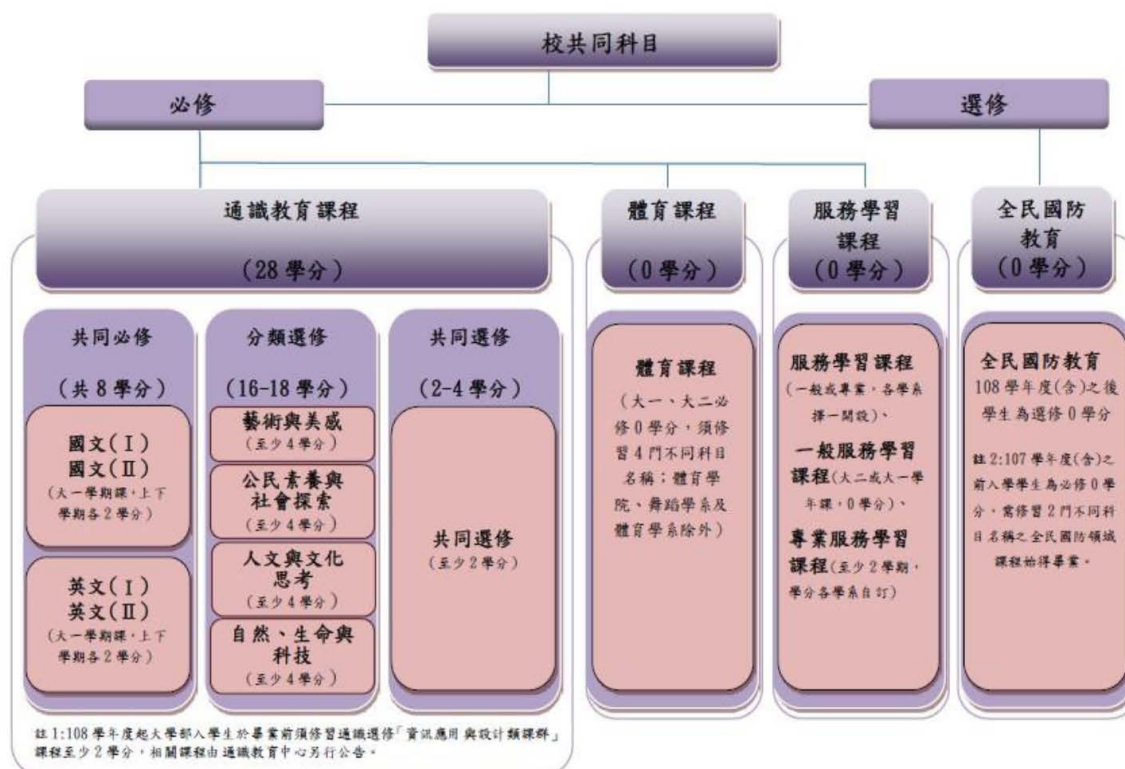 校共同科目
必修
選修
通識教育課程
(28 學分)
體育課程
(0 學分)
服務學習
課程
(0 學分)
全民國防
教育
(0 學分)
共同必修
(共 8 學分)
國文(I)
國文(II)
(大一學期課,上下
學期各2學分)
英文(I)
英文(II)
(大一學期課,上下
學期各2學分)
分類選修
(16-18 學分)
藝術與美感
(至少4學分)
公民素養與
社會探索
(至少4學分)
人文與文化
思考
(至少4學分)
自然、生命與
科技
(至少4學分)
共同選修
(2-4 學分)
共同選修
(至少2學分)
註 1:108 學年度起大學部入學生於畢業前須修習通識選修「資訊應用與設計類課群」
課程至少 2 學分,相關課程由通識教育中心另行公告。
體育課程
(大一、大二必
修0學分,須修
習4門不同科目
名稱;體育學
院、舞蹈學系及
體育學系除外)
服務學習課程
(一般或專業,各學系
擇一開設)、
一般服務學習
課程(大二或大一學
年課,0學分)、
專業服務學習
課程(至少2學期,
學分各學系自訂)
全民國防教育
108 學年度(含)之後
學生為選修0學分
註2:107學年度(含)之
前入學學生為必修0學
分,需修習2門不同科
目名稱之全民國防領域
課程始得畢業。